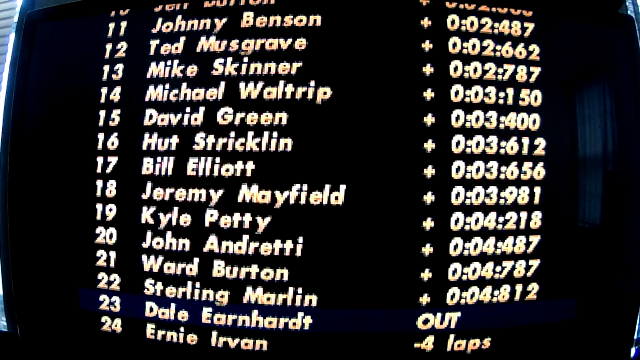 11 Johnny Benson + 0:02:487
12 Ted Musgrave + 0:02:662
13 Mike Skinner + 0:02:787
14 Michael Waltrip + 0:03:150
15 David Green + 0:03:400
16 Hut Stricklin + 0:03:612
17 Bill Elliott + 0:03:656
18 Jeremy Mayfield + 0:03:981
19 Kyle Petty + 0:04:218
20 John Andretti + 0:04:487
21 Ward Burton + 0:04:787
22 Sterling Marlin + 0:04:812
23 Dale Earnhardt OUT
24 Ernie Irvan -4 laps